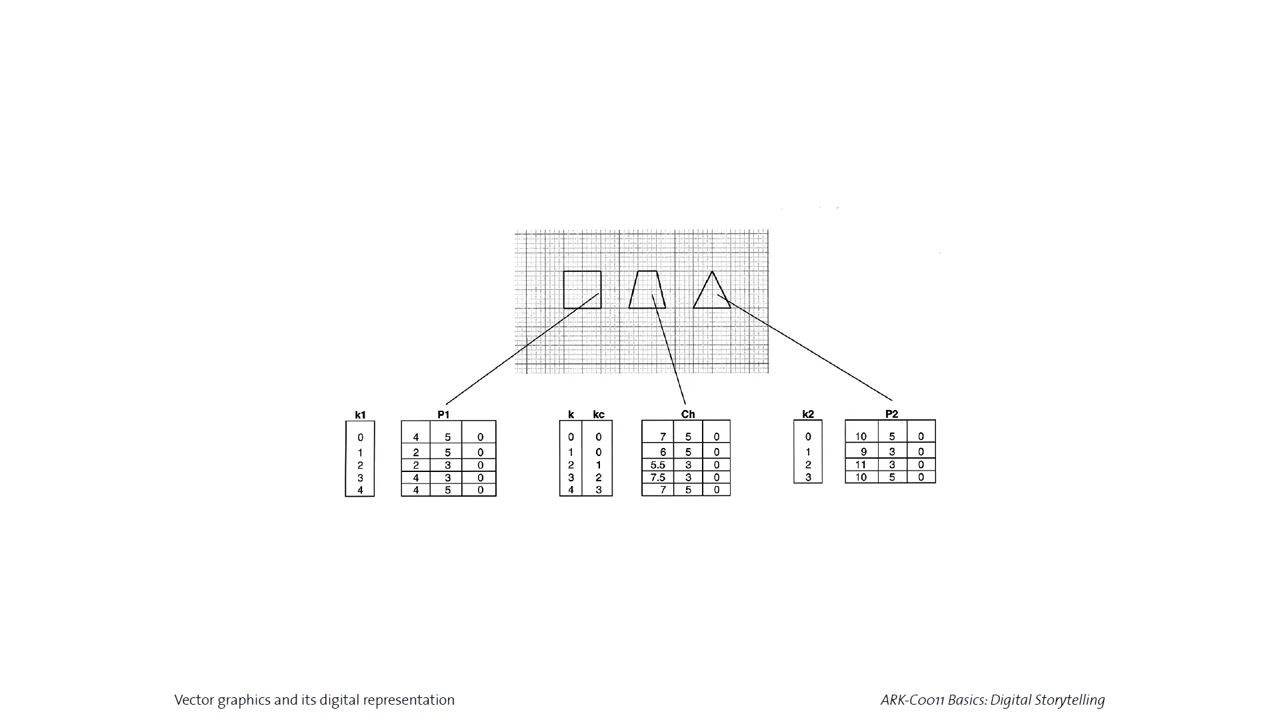 k1 P1 k kc Ch k2 P2
0 4 5 0 0 0 7 5 0 0 10 5 0
1 2 5 0 1 0 6 5 0 1 9 3 0
2 2 3 0 2 1 5.5 3 0 2 11 3 0
3 4 3 0 3 2 7.5 3 0 3 10 5 0
4 4 5 0 4 3 7 5 0
Vector graphics and its digital representation
ARK-C0011 Basics: Digital Storytelling